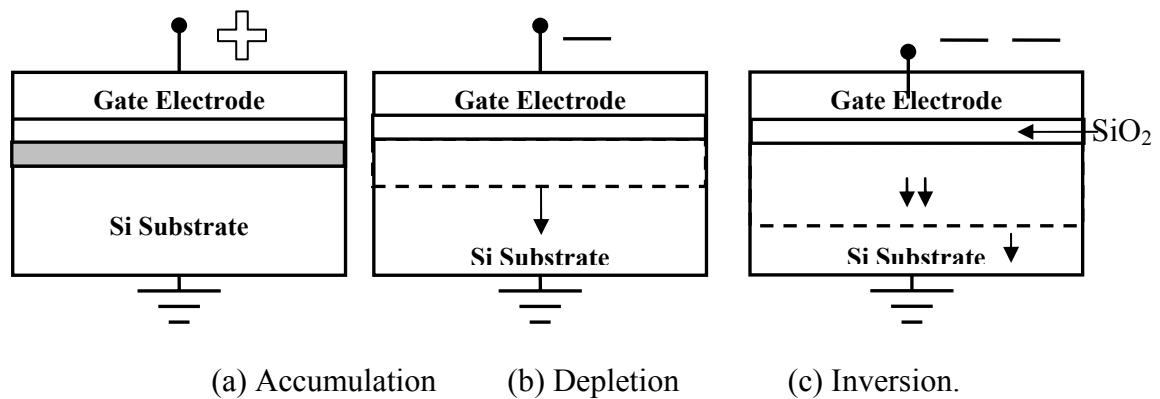 Gate Electrode Gate Electrode Gate Electrode
SiO₂
Si Substrate Si Substrate Si Substrate
(a) Accumulation (b) Depletion (c) Inversion.